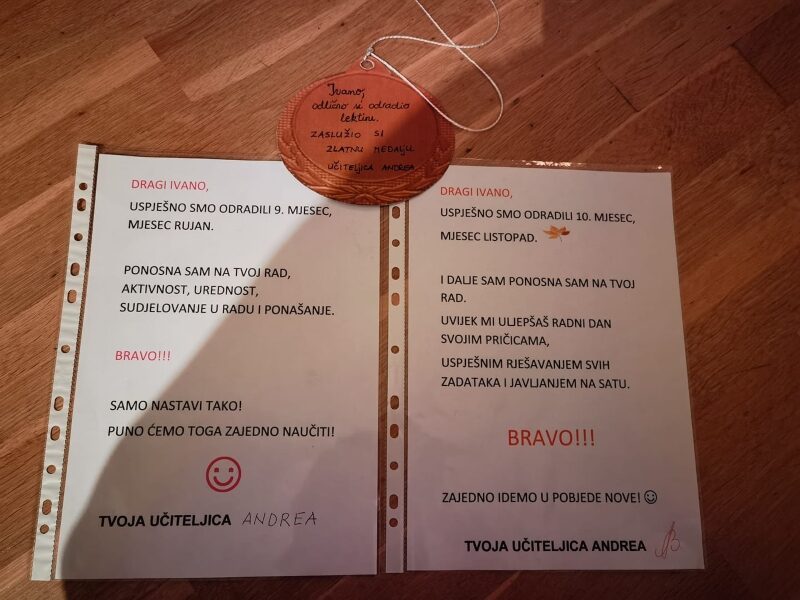 Ivano,
odlično si odradio
lektiru.
ZASLUŽIO SI
ZLATNU MEDALJU
UČITELJICA ANDREA
DRAGI IVANO,
USPJEŠNO SMO ODRADILI 9. MJESEC,
MJESEC RUJAN.
PONOSNA SAM NA TVOJ RAD,
AKTIVNOST, UREDNOST,
SUDJELOVANJE U RADU I PONAŠANJE.
BRAVO!!!
SAMO NASTAVI TAKO!
PUNO ĆEMO TOGA ZAJEDNO NAUČITI!
TVOJA UČITELJICA ANDREA
DRAGI IVANO,
USPJEŠNO SMO ODRADILI 10. MJESEC,
MJESEC LISTOPAD.
I DALJE SAM PONOSNA SAM NA TVOJ
RAD.
UVIJEK MI ULJEPŠAŠ RADNI DAN
SVOJIM PRIČICAMA,
USPJEŠNIM RJEŠAVANJEM SVIH
ZADATAKA I JAVLJANJEM NA SATU.
BRAVO!!!
ZAJEDNO IDEMO U POBJEDE NOVE!
TVOJA UČITELJICA ANDREA